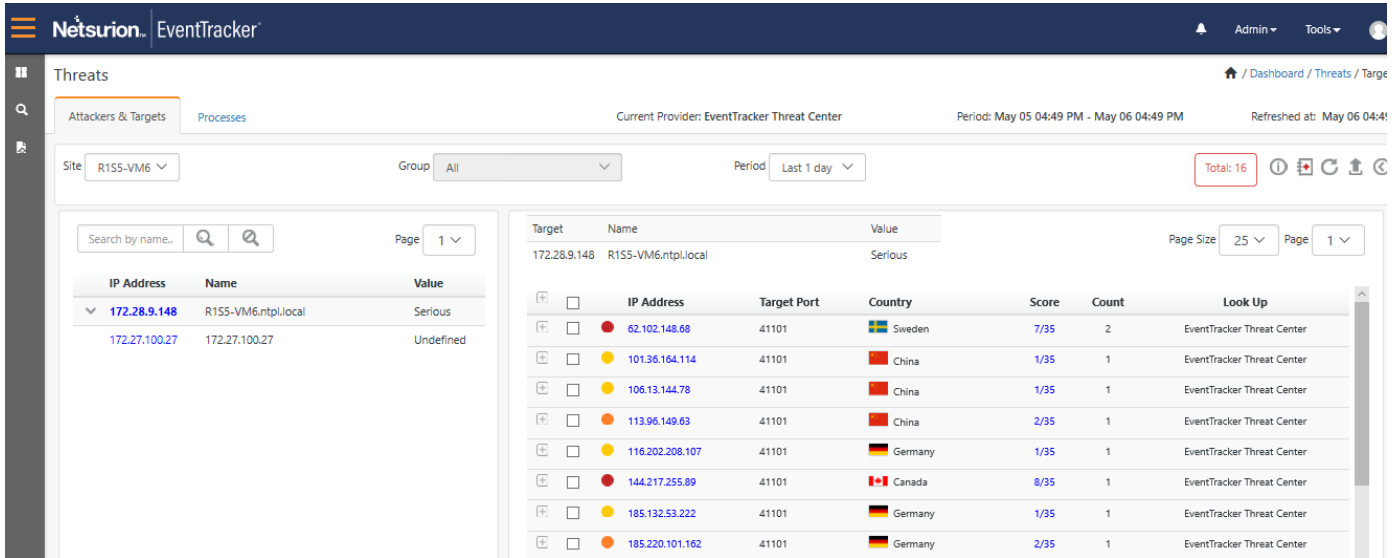 Netsurion™ EventTracker
Admin Tools
Threats
/ Dashboard / Threats / Targe
Attackers & Targets Processes Current Provider: EventTracker Threat Center Period: May 05 04:49 PM - May 06 04:49 PM Refreshed at: May 06 04:49
Site R1S5-VM6 Group All Period Last 1 day Total: 16
Search by name.. Page 1
IP Address Name Value
172.28.9.148 R1S5-VM6.ntpl.local Serious
172.27.100.27 172.27.100.27 Undefined
Target Name Value
172.28.9.148 R1S5-VM6.ntpl.local Serious
Page Size 25 Page 1
IP Address Target Port Country Score Count Look Up
62.102.148.68 41101 Sweden 7/35 2 EventTracker Threat Center
101.36.164.114 41101 China 1/35 1 EventTracker Threat Center
106.13.144.78 41101 China 1/35 1 EventTracker Threat Center
113.96.149.63 41101 China 2/35 1 EventTracker Threat Center
116.202.208.107 41101 Germany 1/35 1 EventTracker Threat Center
144.217.255.89 41101 Canada 8/35 1 EventTracker Threat Center
185.132.53.222 41101 Germany 1/35 1 EventTracker Threat Center
185.220.101.162 41101 Germany 2/35 1 EventTracker Threat Center